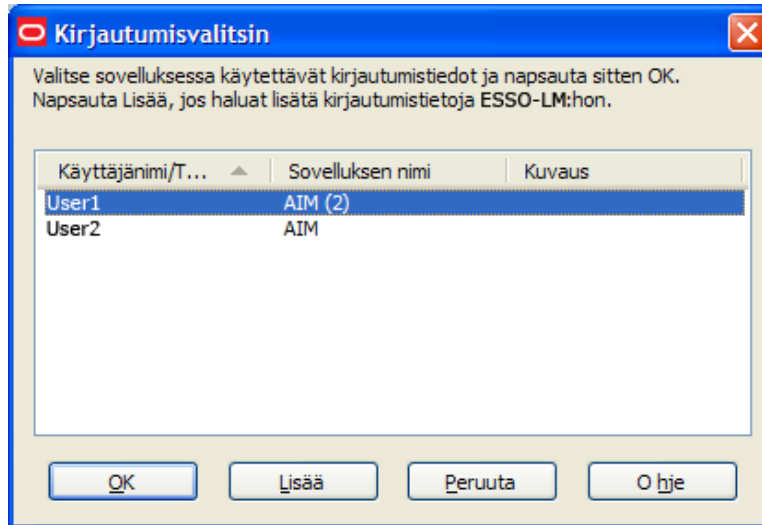 Kirjautumisvalitsin
Valitse sovelluksessa käytettävät kirjautumistiedot ja napsauta sitten OK.
Napsauta Lisää, jos haluat lisätä kirjautumistietoja ESSO-LM:hon.
Käyttäjänimi/T... Sovelluksen nimi Kuvaus
User1 AIM (2)
User2 AIM
OK Lisää Peruuta Ohje